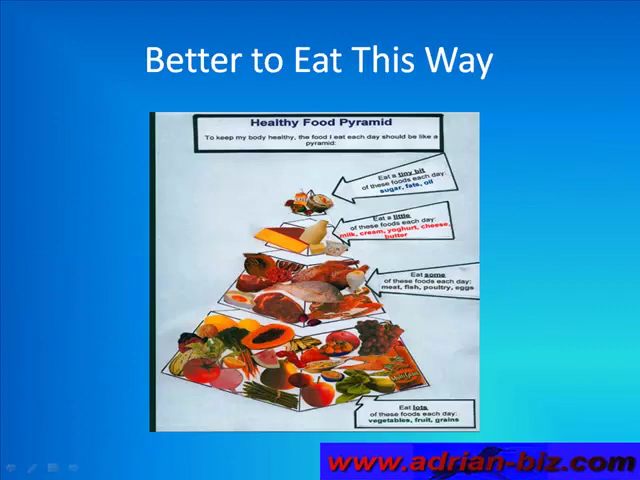 Better to Eat This Way
Healthy Food Pyramid
To keep my body healthy, the food I eat each day should be like a
pyramid:
Eat a tiny bit
of these foods each day:
sugar, fats, oil
Eat a little
of these foods each day:
milk, cream, yoghurt, cheese,
butter
Eat some
of these foods each day:
meat, fish, poultry, eggs
Eat lots
of these foods each day:
vegetables, fruit, grains
www.adrian-biz.com